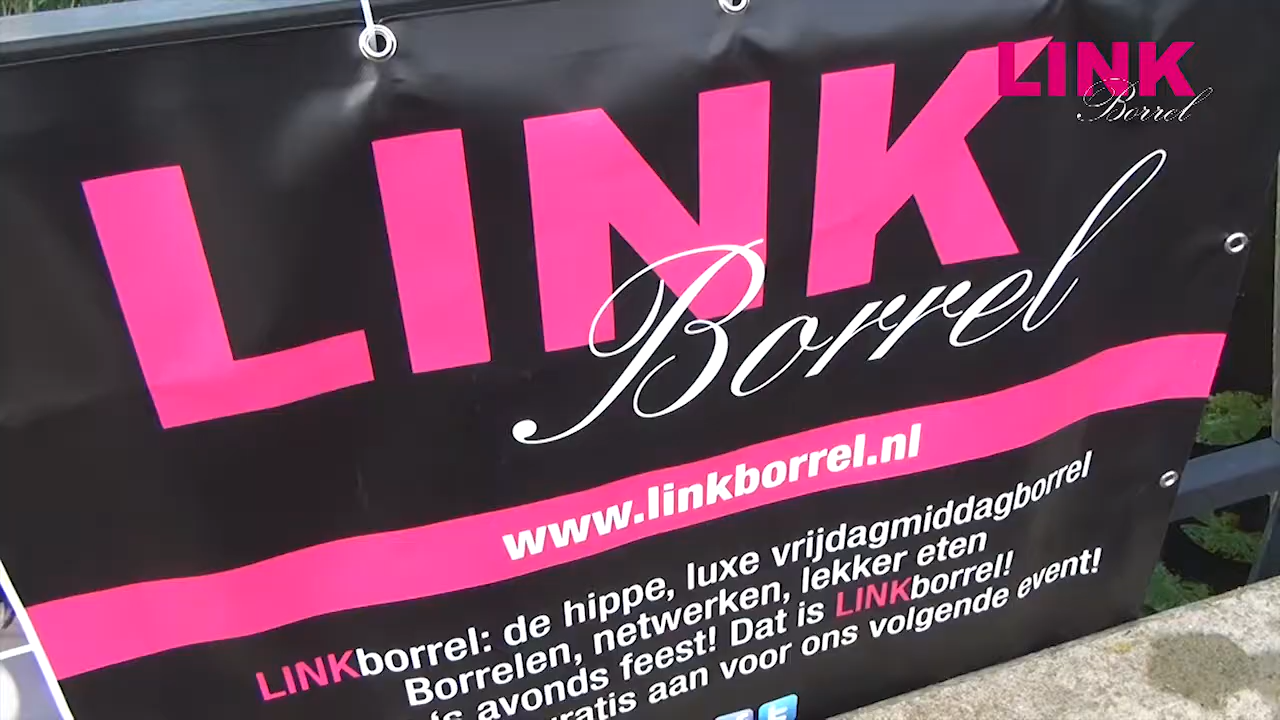 LINK
Borrel
LINK
Borrel
www.linkborrel.nl
LINKborrel: de hippe, luxe vrijdagmiddagborrel
Borrelen, netwerken, lekker eten
avonds feest! Dat is LINKborrel!
aan voor ons volgende event!